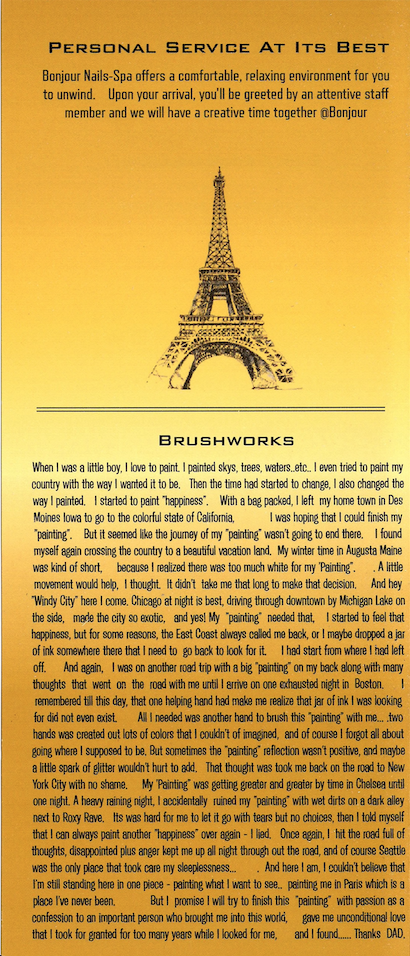 PERSONAL SERVICE AT ITS BEST
Bonjour Nails-Spa offers a comfortable, relaxing environment for you
to unwind. Upon your arrival, you'll be greeted by an attentive staff
member and we will have a creative time together @Bonjour
BRUSHWORKS
When I was a little boy, I love to paint. I painted skys, trees, waters..etc.. I even tried to paint my
country with the way I wanted it to be. Then the time had started to change, I also changed the
way I painted. I started to paint "happiness". With a bag packed, I left my home town in Des
Moines Iowa to go to the colorful state of California, I was hoping that I could finish my
"painting". But it seemed like the journey of my "painting" wasn't going to end there. I found
myself again crossing the country to a beautiful vacation land. My winter time in Augusta Maine
was kind of short, because I realized there was too much white for my 'Painting". . A little
movement would help, I thought. It didn't take me that long to make that decision. And hey
"Windy City" here I come. Chicago at night is best, driving through downtown by Michigan Lake on
the side, made the city so exotic, and yes! My "painting" needed that, I started to feel that
happiness, but for some reasons, the East Coast always called me back, or I maybe dropped a jar
of ink somewhere there that I need to go back to look for it. I had start from where I had left
off. And again, I was on another road trip with a big "painting" on my back along with many
thoughts that went on the road with me until I arrive on one exhausted night in Boston. I
remembered till this day, that one helping hand had make me realize that jar of ink I was looking
for did not even exist. All I needed was another hand to brush this "painting" with me... .two
hands was created out lots of colors that I couldn't of imagined, and of course I forgot all about
going where I supposed to be. But sometimes the "painting" reflection wasn't positive, and maybe
a little spark of glitter wouldn't hurt to add. That thought was took me back on the road to New
York City with no shame. My 'Painting" was getting greater and greater by time in Chelsea until
one night. A heavy raining night, I accidentally ruined my "painting" with wet dirts on a dark alley
next to Roxy Rave. Its was hard for me to let it go with tears but no choices, then I told myself
that I can always paint another "happiness" over again - I lied. Once again, I hit the road full of
thoughts, disappointed plus anger kept me up all night through out the road, and of course Seattle
was the only place that took care my sleeplessness... . And here I am, I couldn't believe that
I'm still standing here in one piece - painting what I want to see.. painting me in Paris which is a
place I've never been. But I promise I will try to finish this "painting" with passion as a
confession to an important person who brought me into this world, gave me unconditional love
that I took for granted for too many years while I looked for me, and I found...... Thanks DAD.